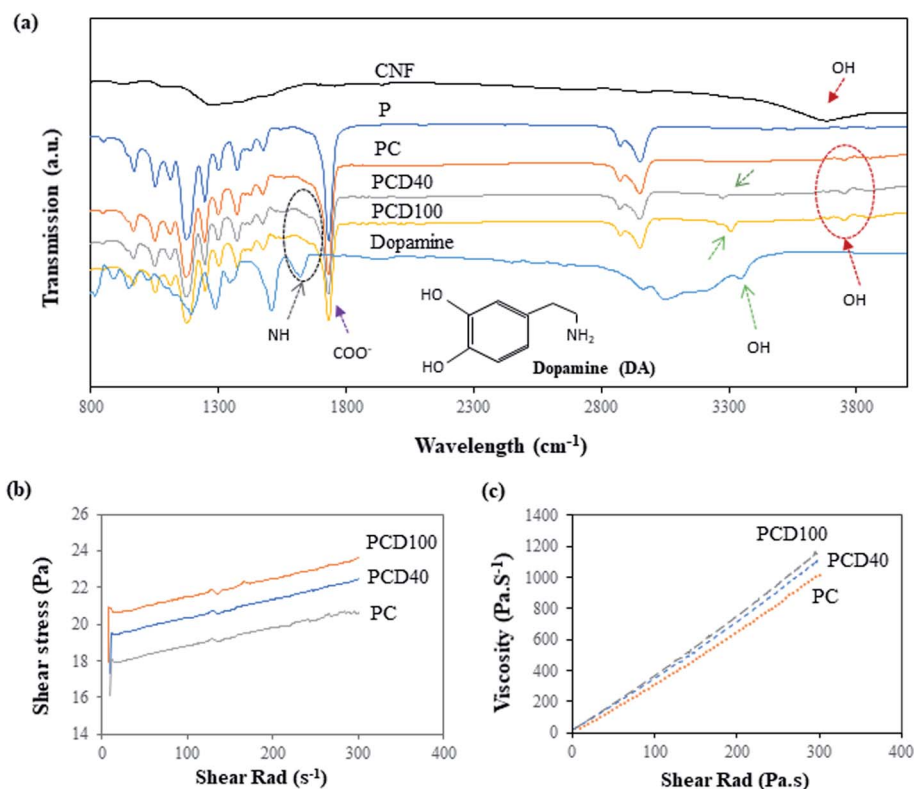 (a)
CNF
OH
P
PC
PCD40
PCD100
Dopamine
NH
COO⁻
HO
HO
NH₂
Dopamine (DA)
OH
OH
Transmission (a.u.)
800 1300 1800 2300 2800 3300 3800
Wavelength (cm⁻¹)
(b)
26
24
22
20
18
16
14
Shear stress (Pa)
PCD100
PCD40
PC
0 100 200 300 400
Shear Rad (s⁻¹)
(c)
1400
1200
1000
800
600
400
200
0
Viscosity (Pa.S⁻¹)
PCD100
PCD40
PC
0 100 200 300 400
Shear Rad (Pa.s)